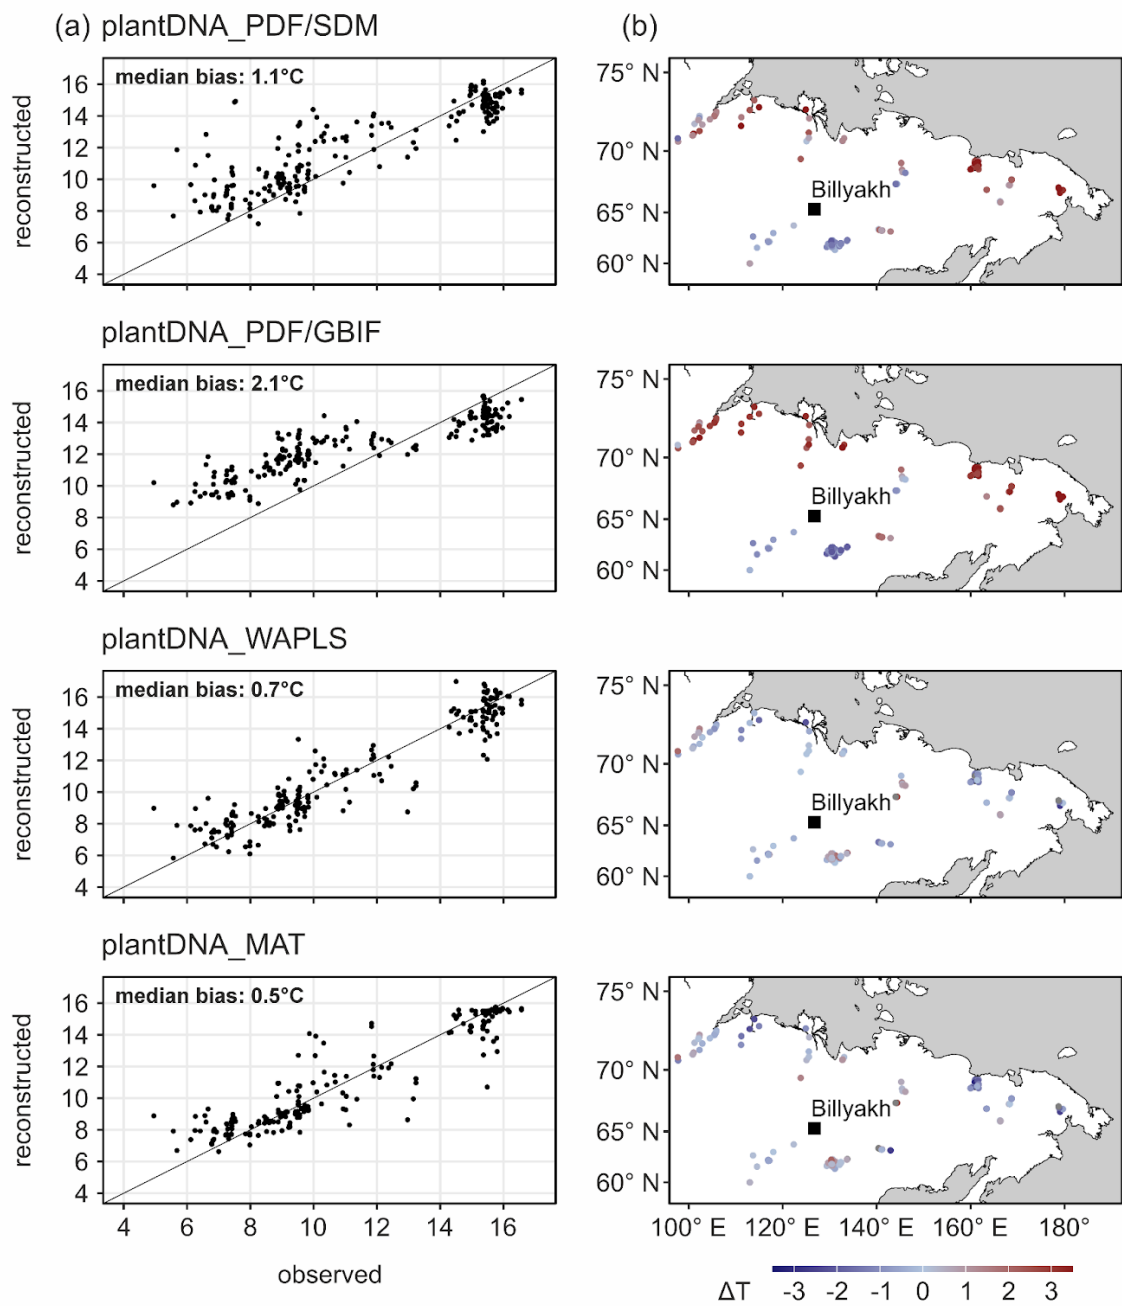 (a) plantDNA_PDF/SDM
(b)
median bias: 1.1°C
reconstructed
16
14
12
10
8
6
4
75° N
70° N
65° N
60° N
Billyakh
plantDNA_PDF/GBIF
median bias: 2.1°C
reconstructed
16
14
12
10
8
6
4
75° N
70° N
65° N
60° N
Billyakh
plantDNA_WAPLS
median bias: 0.7°C
reconstructed
16
14
12
10
8
6
4
75° N
70° N
65° N
60° N
Billyakh
plantDNA_MAT
median bias: 0.5°C
reconstructed
16
14
12
10
8
6
4
75° N
70° N
65° N
60° N
Billyakh
4 6 8 10 12 14 16
observed
100° E 120° E 140° E 160° E 180°
ΔT -3 -2 -1 0 1 2 3